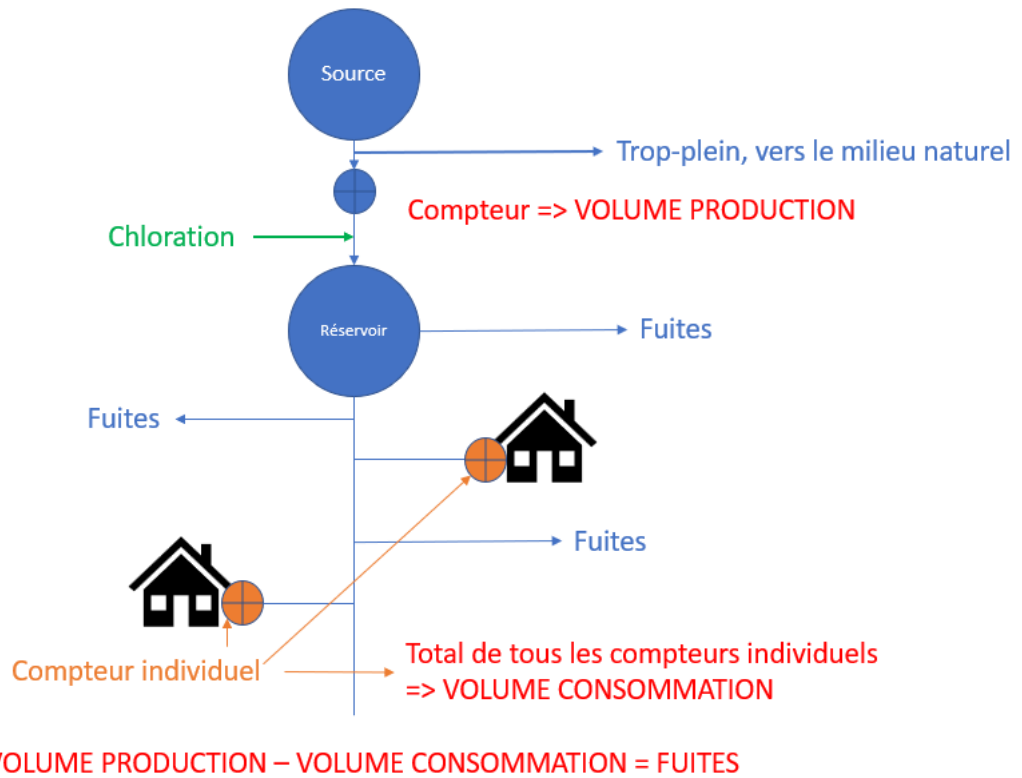 Source
Trop-plein, vers le milieu naturel
Compteur => VOLUME PRODUCTION
Chloration
Réservoir
Fuites
Fuites
Fuites
Compteur individuel
Total de tous les compteurs individuels
=> VOLUME CONSOMMATION
VOLUME PRODUCTION – VOLUME CONSOMMATION = FUITES